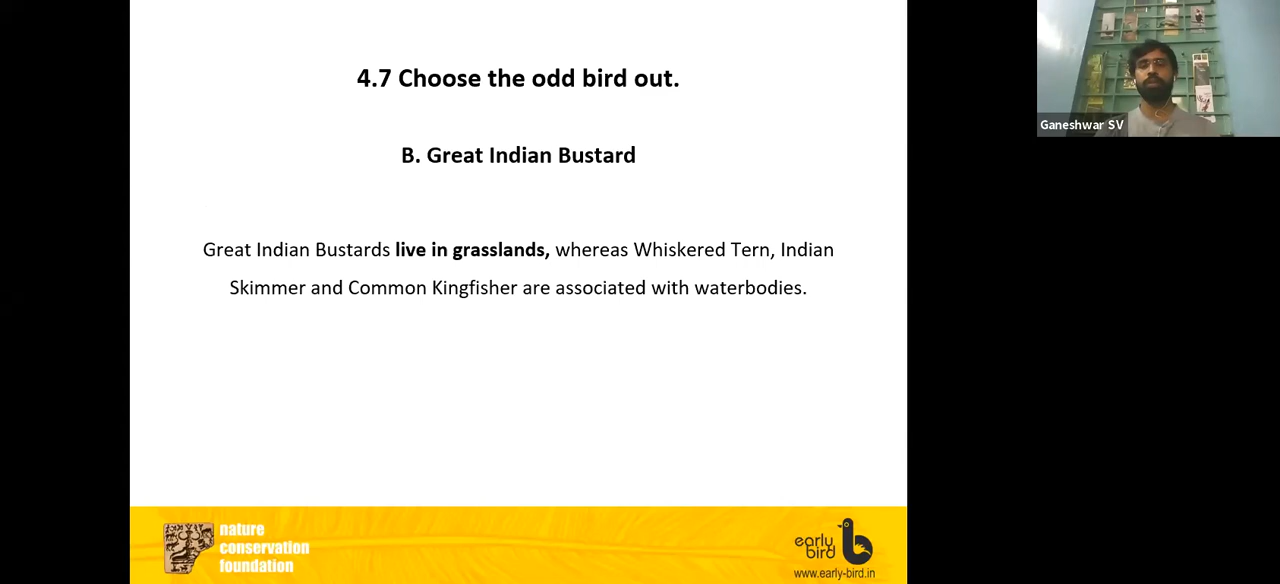 4.7 Choose the odd bird out.
B. Great Indian Bustard
Great Indian Bustards live in grasslands, whereas Whiskered Tern, Indian
Skimmer and Common Kingfisher are associated with waterbodies.
Ganeshwar SV
nature
conservation
foundation
early
bird
www.early-bird.in